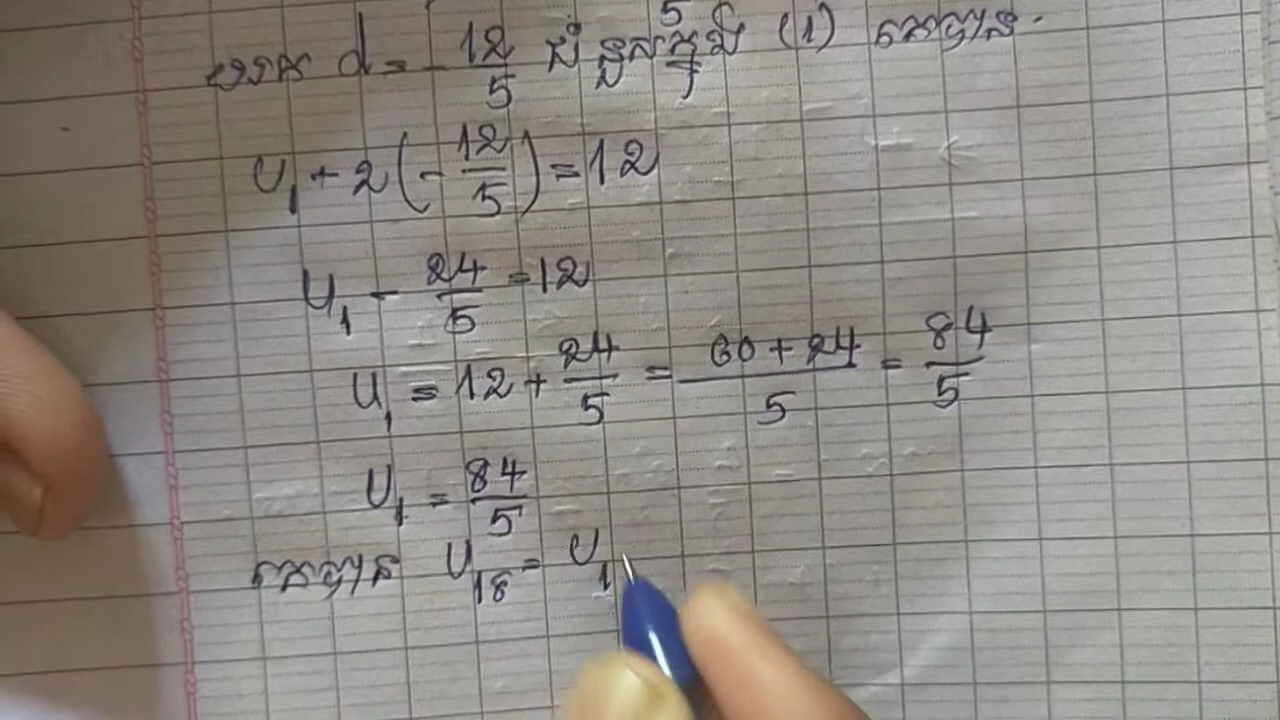 យក d = -12/5 ជំនួសក្នុង (1) គេបាន
U₁ + 2(-12/5) = 12
U₁ - 24/5 = 12
U₁ = 12 + 24/5 = (60 + 24)/5 = 84/5
U₁ = 84/5
គេបាន U₁₈ = U₁